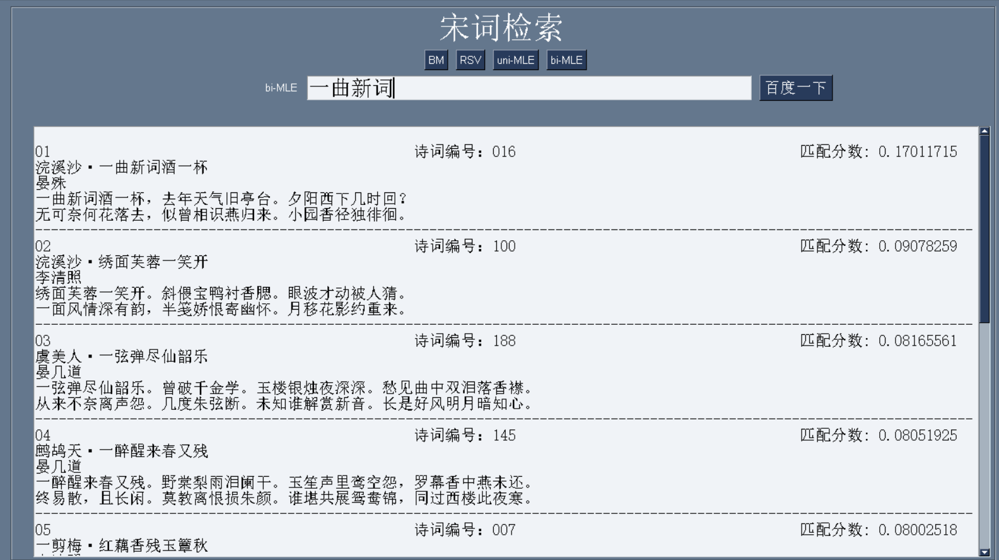 宋词检索
BM RSV uni-MLE bi-MLE
bi-MLE 一曲新词 百度一下
01 诗词编号：016 匹配分数: 0.17011715
浣溪沙·一曲新词酒一杯
晏殊
一曲新词酒一杯，去年天气旧亭台。夕阳西下几时回？
无可奈何花落去，似曾相识燕归来。小园香径独徘徊。
02 诗词编号：100 匹配分数: 0.09078259
浣溪沙·绣面芙蓉一笑开
李清照
绣面芙蓉一笑开。斜偎宝鸭衬香腮。眼波才动被人猜。
一面风情深有韵，半笺娇恨寄幽怀。月移花影约重来。
03 诗词编号：188 匹配分数: 0.08165561
虞美人·一弦弹尽仙韶乐
晏几道
一弦弹尽仙韶乐。曾破千金学。玉楼银烛夜深深。愁见曲中双泪落香襟。
从来不奈离声怨。几度朱弦断。未知谁解赏新音。长是好风明月暗知心。
04 诗词编号：145 匹配分数: 0.08051925
鹧鸪天·一醉醒来春又残
晏几道
一醉醒来春又残。野棠梨雨泪阑干。玉笙声里鸾空怨，罗幕香中燕未还。
终易散，且长闲。莫教离恨损朱颜。谁堪共展鸳鸯锦，同过西楼此夜寒。
05 诗词编号：007 匹配分数: 0.08002518
一剪梅·红藕香残玉簟秋